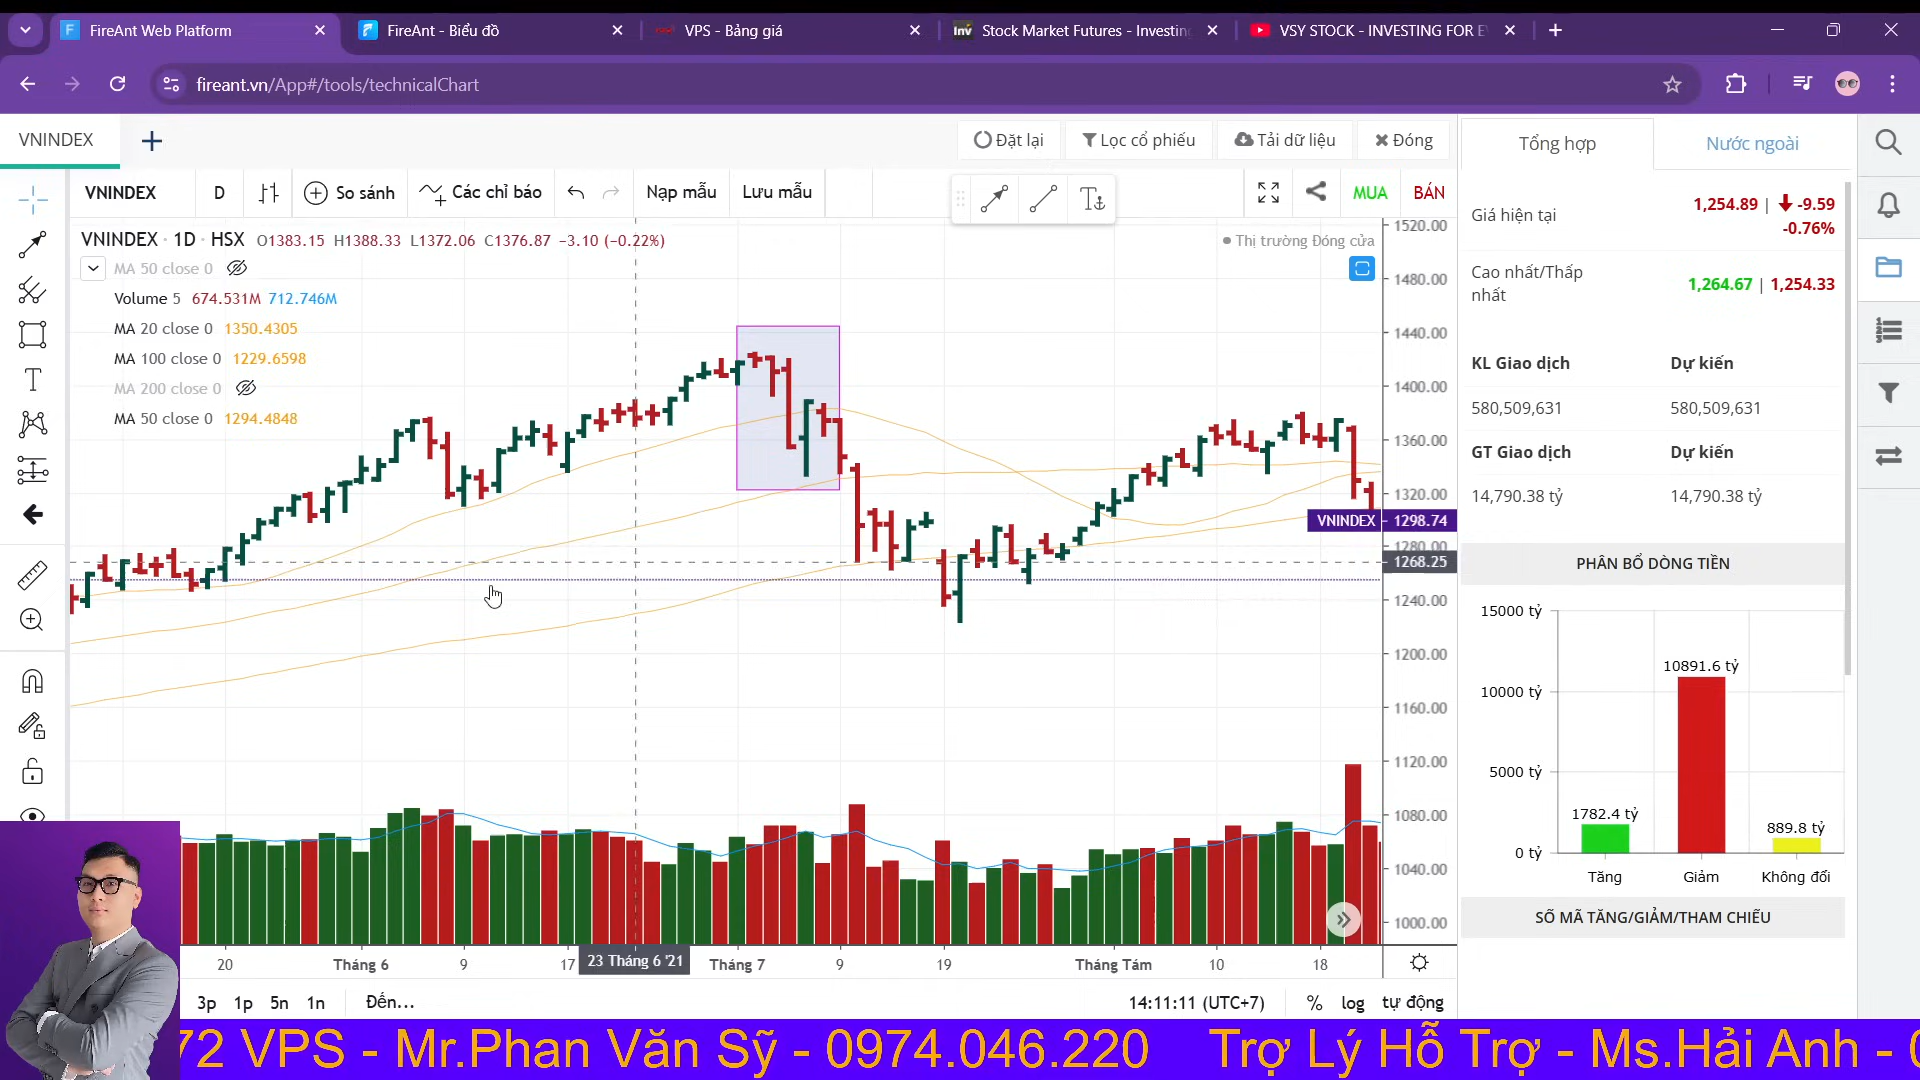 FireAnt Web Platform
FireAnt - Biểu đồ
VPS - Bảng giá
Stock Market Futures - Investing
VSY STOCK - INVESTING FOR E
fireant.vn/App#/tools/technicalChart
VNINDEX
Đặt lại
Lọc cổ phiếu
Tải dữ liệu
Đóng
Tổng hợp
Nước ngoài
VNINDEX
D
So sánh
Các chỉ báo
Nạp mẫu
Lưu mẫu
MUA
BÁN
VNINDEX · 1D · HSX O1383.15 H1388.33 L1372.06 C1376.87 −3.10 (−0.22%)
Thị trường Đóng cửa
MA 50 close 0
Volume 5 674.531M 712.746M
MA 20 close 0 1350.4305
MA 100 close 0 1229.6598
MA 200 close 0
MA 50 close 0 1294.4848
1520.00
1480.00
1440.00
1400.00
1360.00
1320.00
VNINDEX 1298.74
1280.00
1268.25
1240.00
1200.00
1160.00
1120.00
1080.00
1040.00
1000.00
20
Tháng 6
9
17
23 Tháng 6 '21
Tháng 7
9
19
Tháng Tám
10
18
3p 1p 5n 1n Đến...
14:11:11 (UTC+7)
% log tự động
Giá hiện tại
1,254.89 | -9.59
-0.76%
Cao nhất/Thấp nhất
1,264.67 | 1,254.33
KL Giao dịch Dự kiến
580,509,631 580,509,631
GT Giao dịch Dự kiến
14,790.38 tỷ 14,790.38 tỷ
PHÂN BỔ DÒNG TIỀN
15000 tỷ
10000 tỷ
5000 tỷ
0 tỷ
1782.4 tỷ
10891.6 tỷ
889.8 tỷ
Tăng
Giảm
Không đổi
SỐ MÃ TĂNG/GIẢM/THAM CHIẾU
72 VPS - Mr.Phan Văn Sỹ - 0974.046.220 Trợ Lý Hỗ Trợ - Ms.Hải Anh - 0